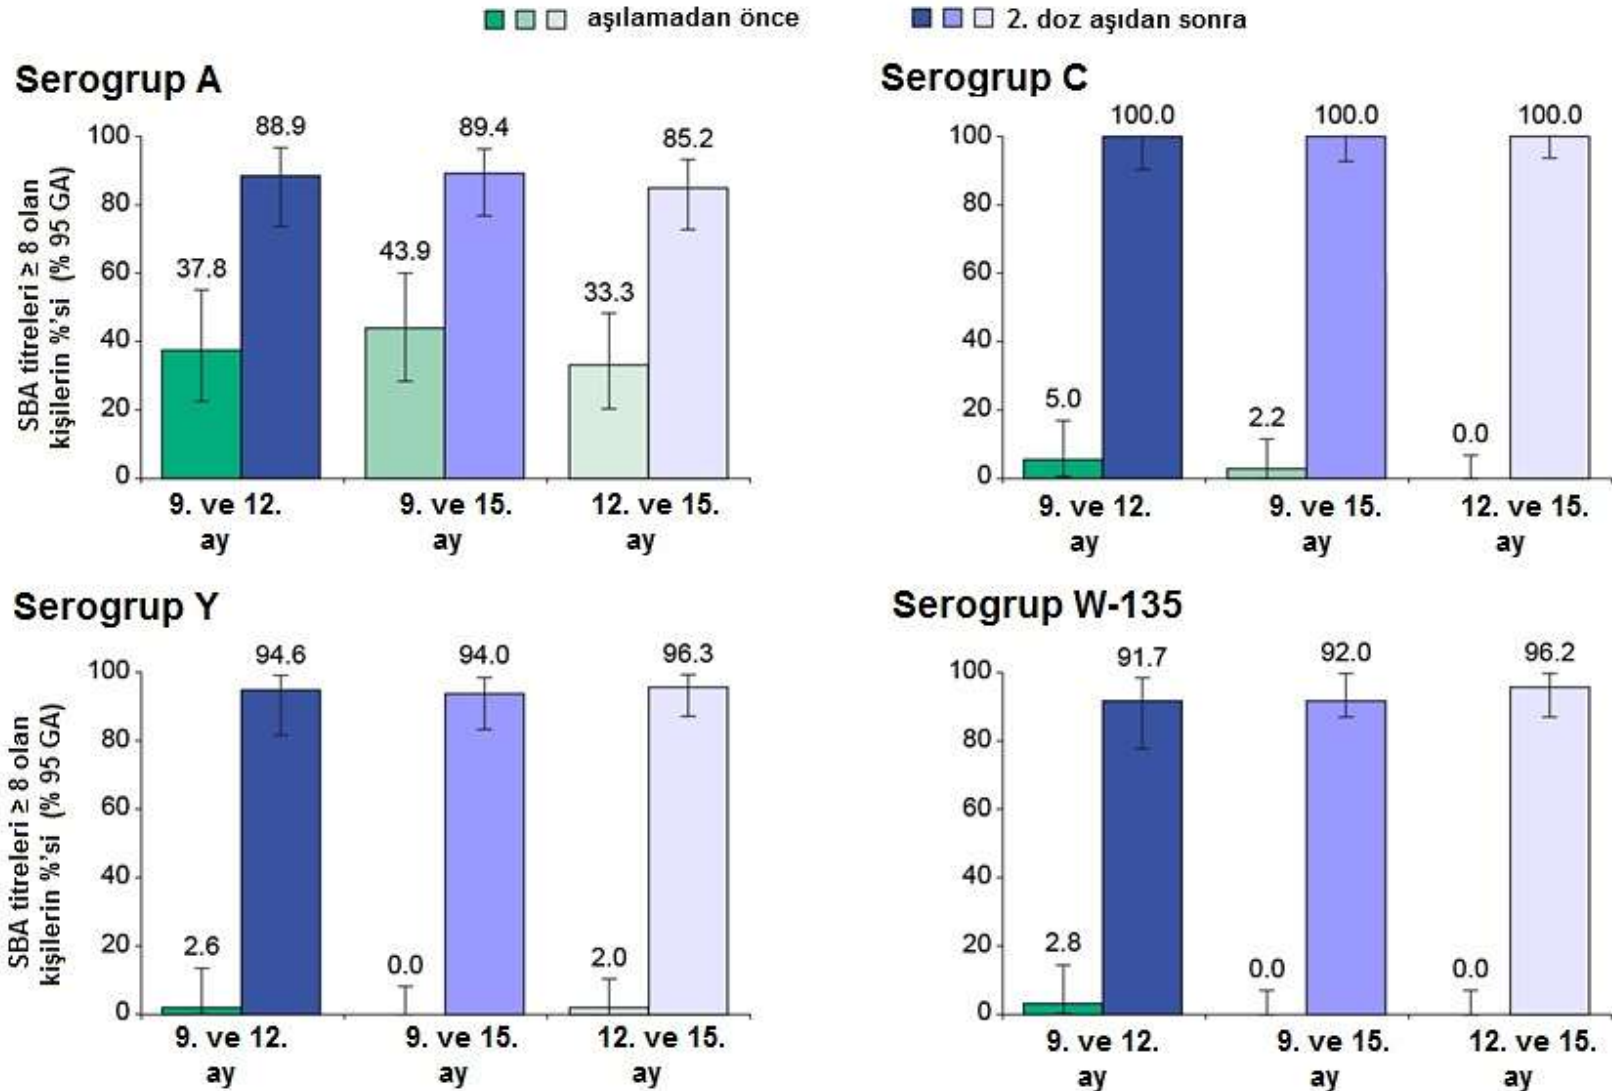 aşılamadan önce
2. doz aşıdan sonra
Serogrup A
SBA titreleri ≥ 8 olan
kişilerin %'si (% 95 GA)
100
80
60
40
20
0
37.8
88.9
43.9
89.4
33.3
85.2
9. ve 12.
ay
9. ve 15.
ay
12. ve 15.
ay
Serogrup C
100
80
60
40
20
0
5.0
100.0
2.2
100.0
0.0
100.0
9. ve 12.
ay
9. ve 15.
ay
12. ve 15.
ay
Serogrup Y
SBA titreleri ≥ 8 olan
kişilerin %'si (% 95 GA)
100
80
60
40
20
0
2.6
94.6
0.0
94.0
2.0
96.3
9. ve 12.
ay
9. ve 15.
ay
12. ve 15.
ay
Serogrup W-135
100
80
60
40
20
0
2.8
91.7
0.0
92.0
0.0
96.2
9. ve 12.
ay
9. ve 15.
ay
12. ve 15.
ay